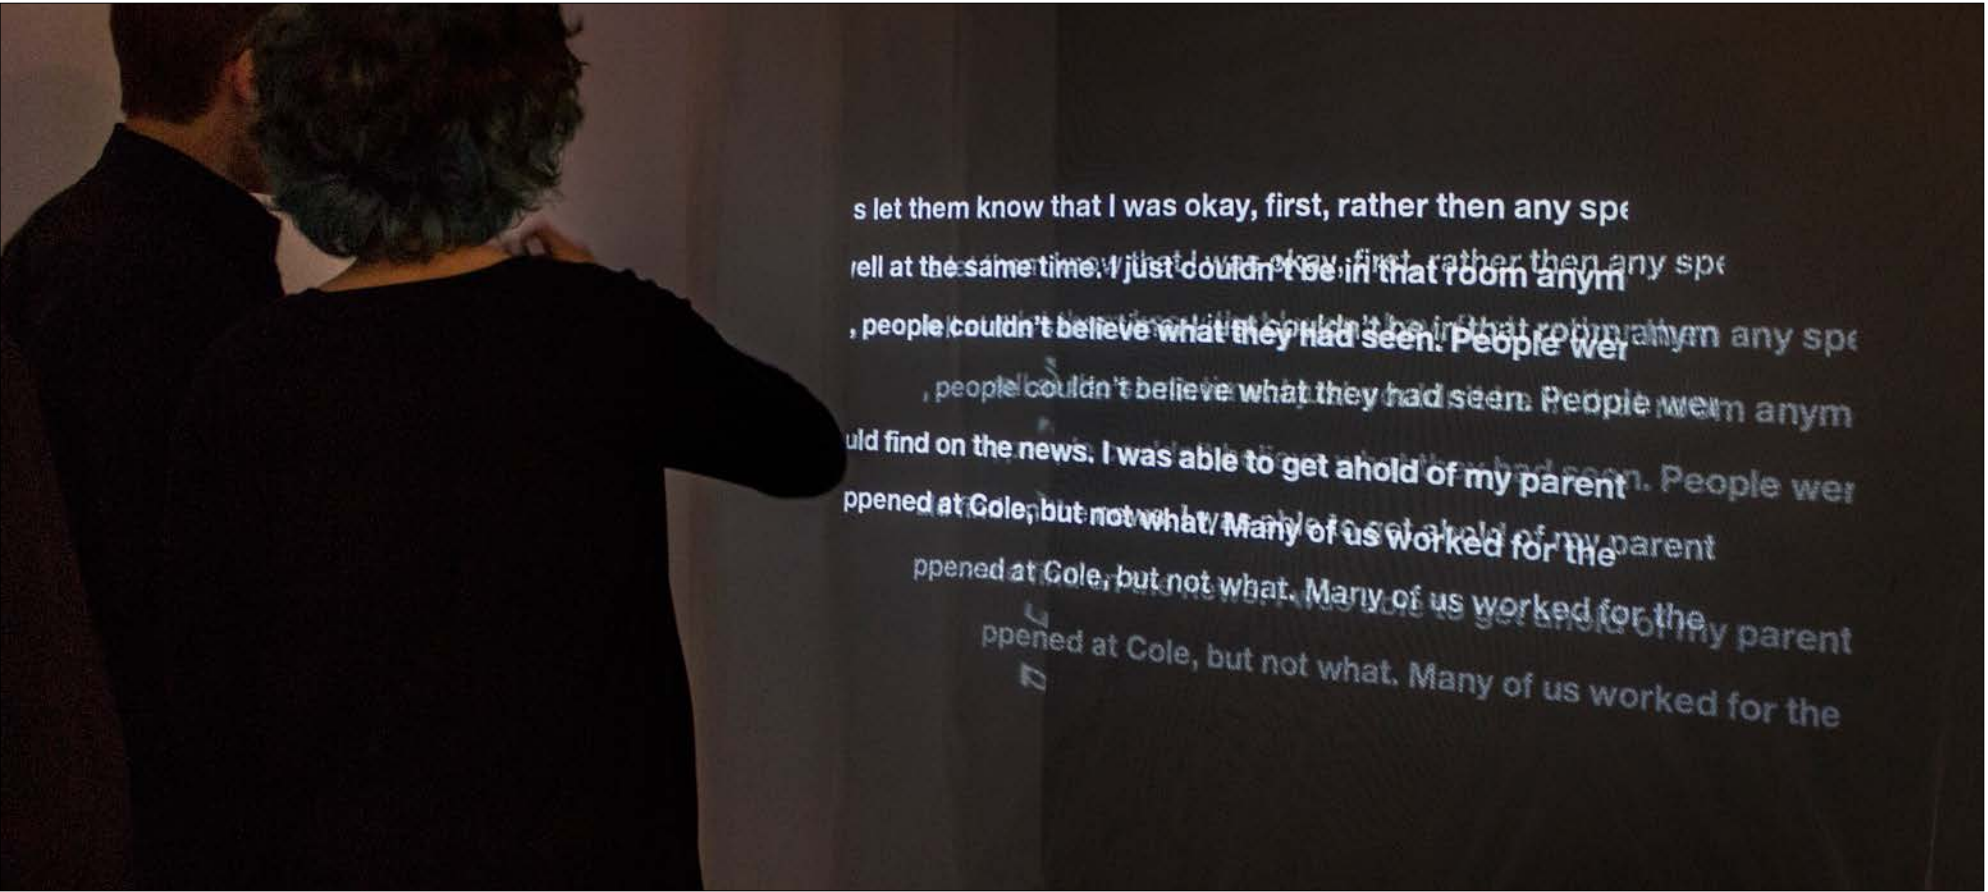 s let them know that I was okay, first, rather then any spe
ell at the same time. I just couldn't be in that room anym
, people couldn't believe what they had seen. People wer
, people couldn't believe what they had seen. People wer
uld find on the news. I was able to get ahold of my parent
ppened at Cole, but not what. Many of us worked for the
ppened at Cole, but not what. Many of us worked for the
ppened at Cole, but not what. Many of us worked for the